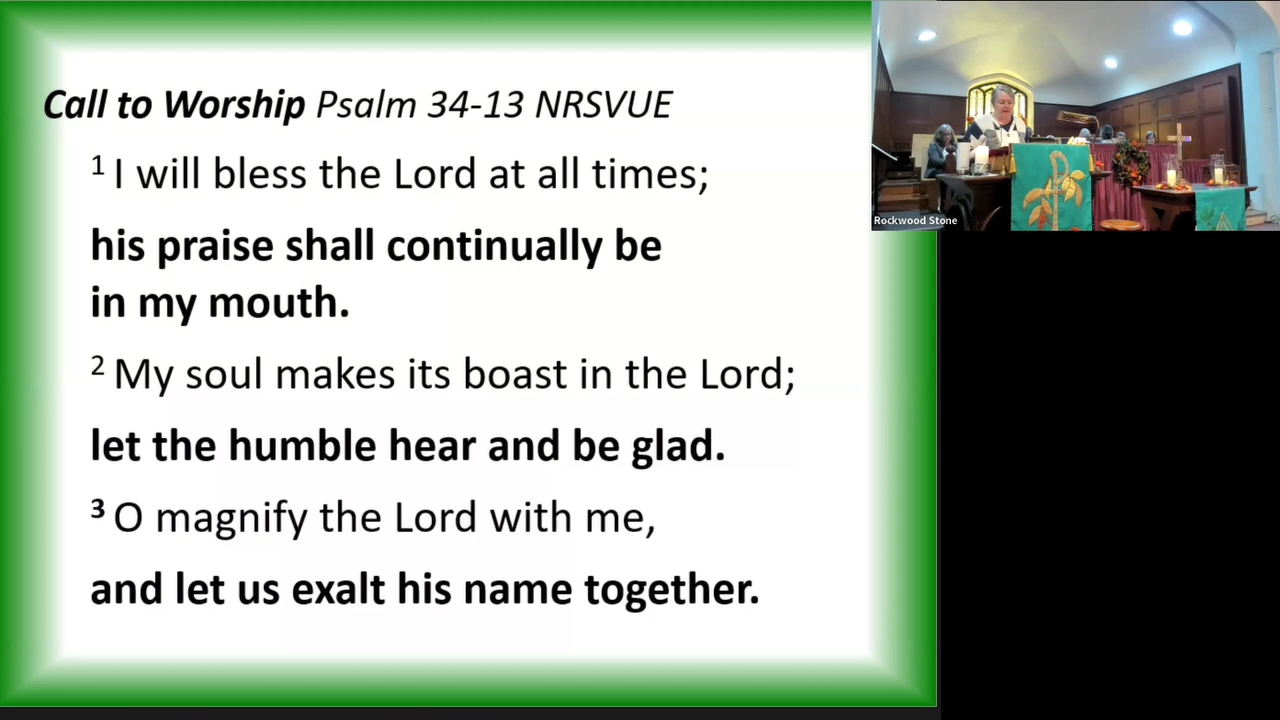 Call to Worship Psalm 34-13 NRSVUE
1 I will bless the Lord at all times;
his praise shall continually be
in my mouth.
2 My soul makes its boast in the Lord;
let the humble hear and be glad.
3 O magnify the Lord with me,
and let us exalt his name together.
Rockwood Stone